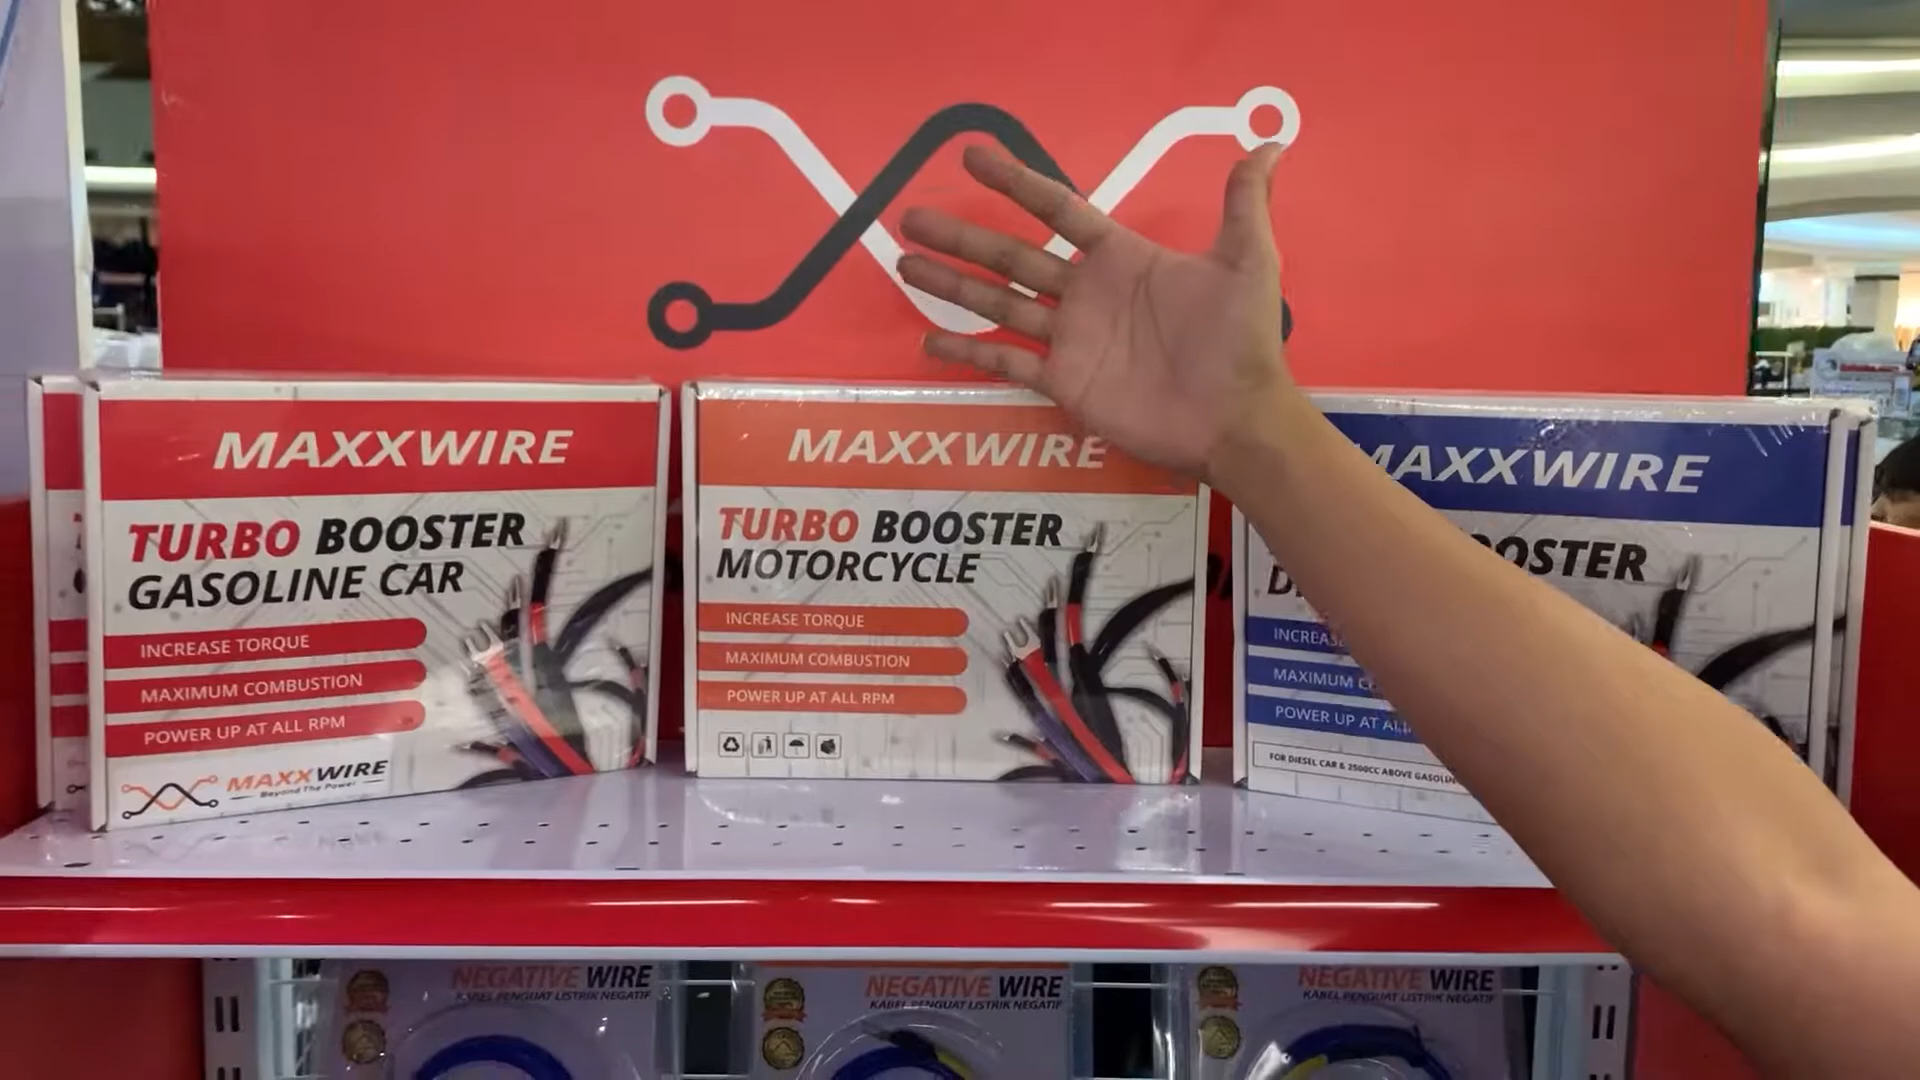 MAXXWIRE
TURBO BOOSTER
GASOLINE CAR
INCREASE TORQUE
MAXIMUM COMBUSTION
POWER UP AT ALL RPM
MAXXWIRE
Beyond The Power
MAXXWIRE
TURBO BOOSTER
MOTORCYCLE
INCREASE TORQUE
MAXIMUM COMBUSTION
POWER UP AT ALL RPM
MAXXWIRE
BOOSTER
POWER UP AT
FOR DIESEL CAR & 2500CC ABOVE
NEGATIVE WIRE
KABEL PENGUAT LISTRIK NEGATIF
NEGATIVE WIRE
KABEL PENGUAT LISTRIK NEGATIF
NEGATIVE WIRE
KABEL PENGUAT LISTRIK NEGATIF